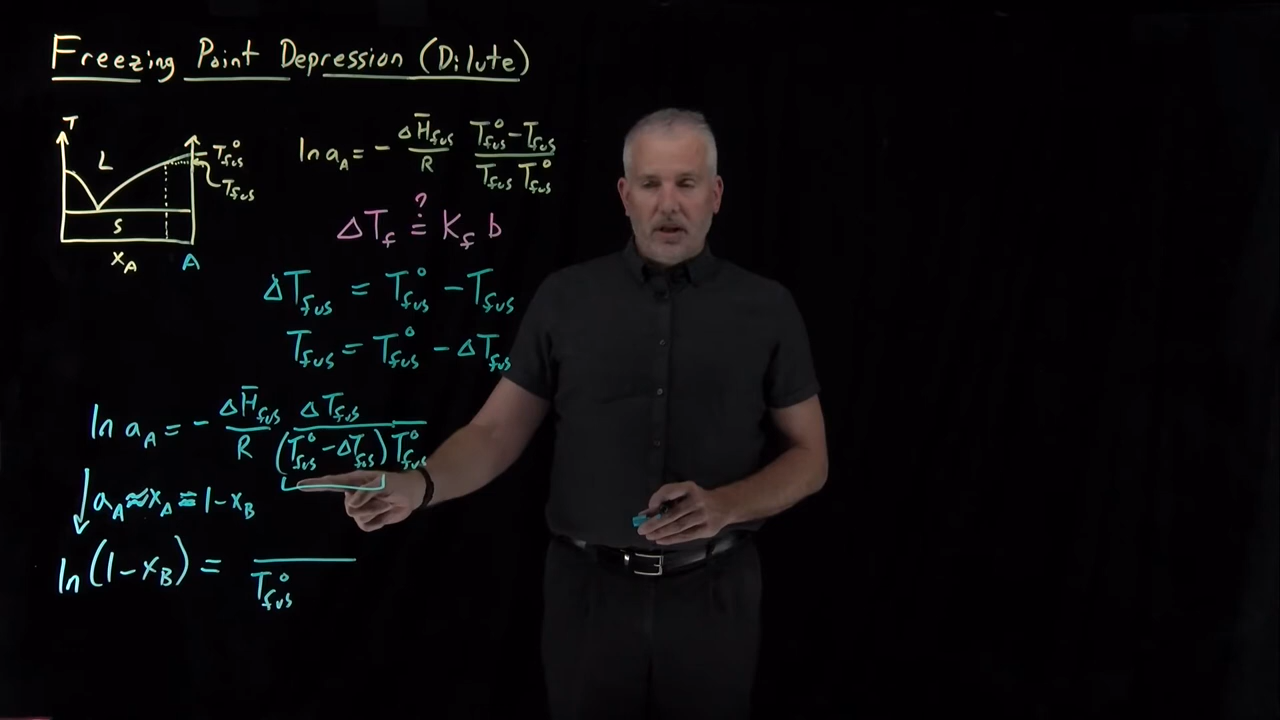 Freezing Point Depression (Dilute)
T
L
T°fus
Tfus
S
xA
A
ln aA = - ΔH̄fus/R (T°fus - Tfus)/(Tfus T°fus)
ΔTf ≟ Kf b
ΔTfus = T°fus - Tfus
Tfus = T°fus - ΔTfus
ln aA = - ΔH̄fus/R ΔTfus/((T°fus - ΔTfus) T°fus)
↓ aA ≈ xA = 1 - xB
ln(1 - xB) = /T°fus